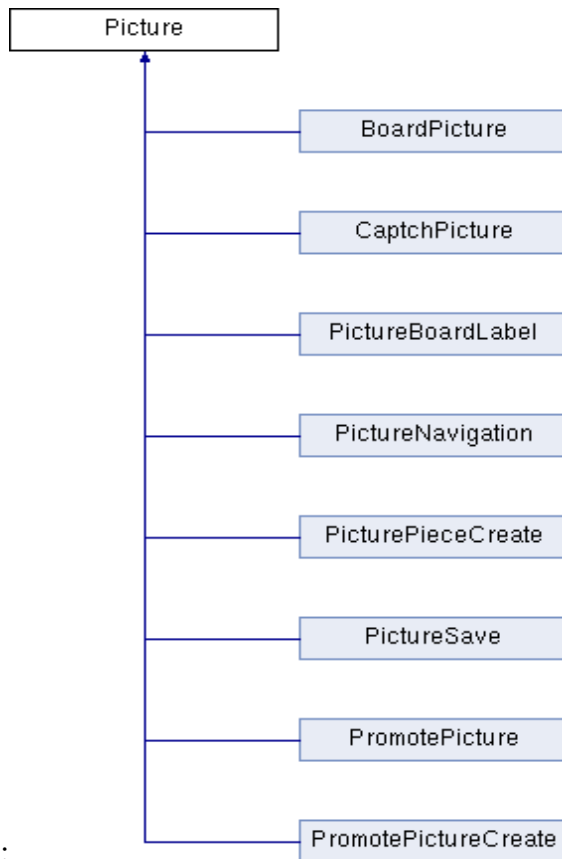 Picture
BoardPicture
CaptchPicture
PictureBoardLabel
PictureNavigation
PicturePieceCreate
PictureSave
PromotePicture
PromotePictureCreate
: